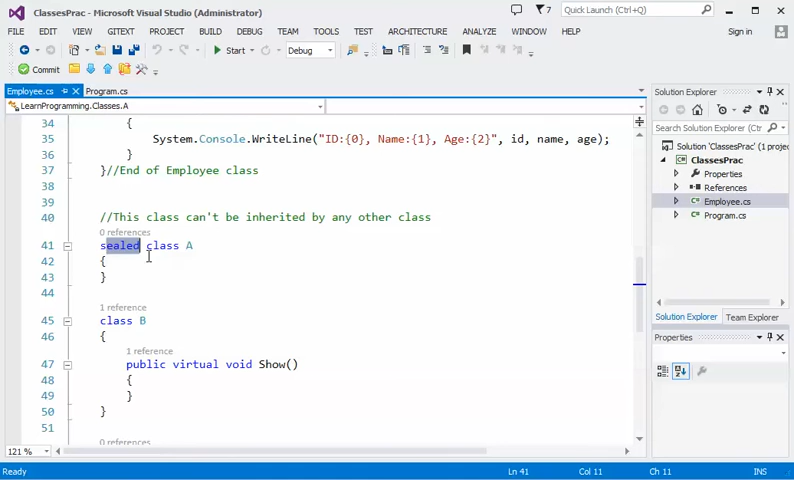 ClassesPrac - Microsoft Visual Studio (Administrator)
7
Quick Launch (Ctrl+Q)
FILE EDIT VIEW GITEXT PROJECT BUILD DEBUG TEAM TOOLS TEST ARCHITECTURE ANALYZE WINDOW HELP
Sign in
Start Debug
Commit
Employee.cs Program.cs
LearnProgramming.Classes.A
34 {
35 System.Console.WriteLine("ID:{0}, Name:{1}, Age:{2}", id, name, age);
36 }
37 }//End of Employee class
38
39
40 //This class can't be inherited by any other class
0 references
41 sealed class A
42 {
43 }
44
1 reference
45 class B
46 {
1 reference
47 public virtual void Show()
48 {
49 }
50 }
51
0 references
121 %
Solution Explorer
Search Solution Explorer
Solution 'ClassesPrac' (1 projec
ClassesPrac
Properties
References
Employee.cs
Program.cs
Solution Explorer Team Explorer
Properties
Ready Ln 41 Col 11 Ch 11 INS